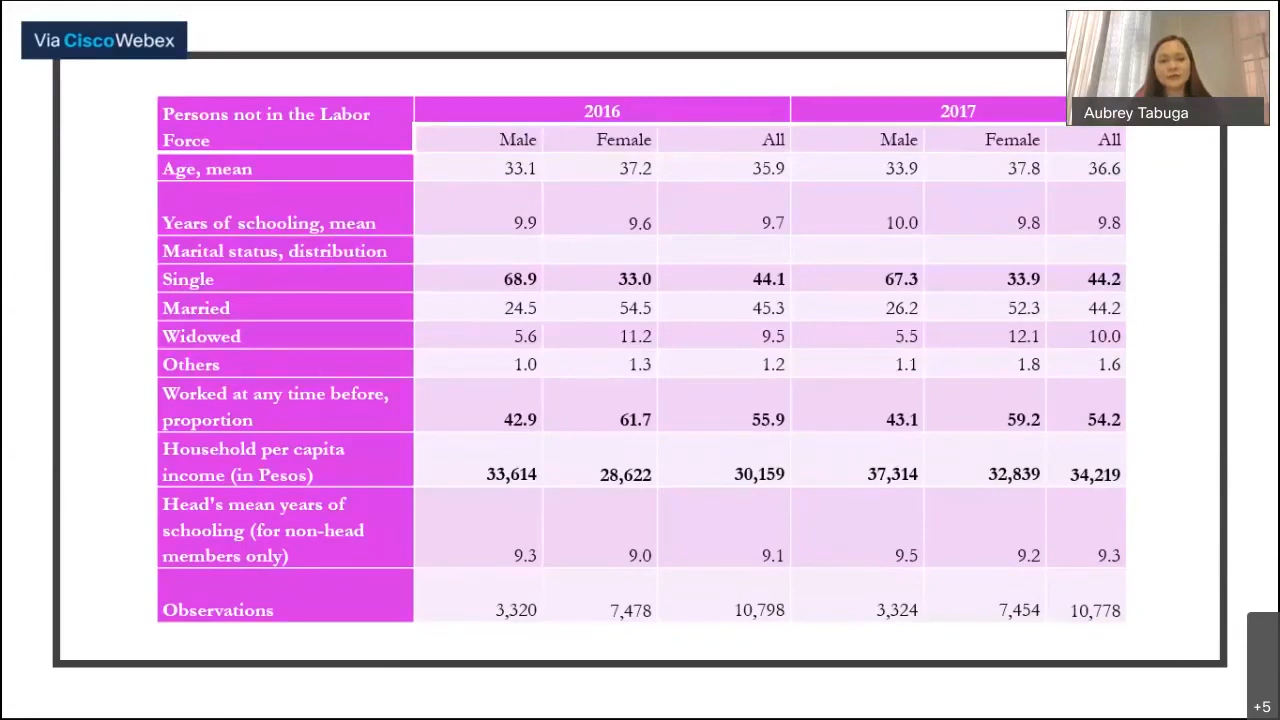 Via CiscoWebex
Aubrey Tabuga
Persons not in the Labor Force 2016 2017
Male Female All Male Female All
Age, mean 33.1 37.2 35.9 33.9 37.8 36.6
Years of schooling, mean 9.9 9.6 9.7 10.0 9.8 9.8
Marital status, distribution
Single 68.9 33.0 44.1 67.3 33.9 44.2
Married 24.5 54.5 45.3 26.2 52.3 44.2
Widowed 5.6 11.2 9.5 5.5 12.1 10.0
Others 1.0 1.3 1.2 1.1 1.8 1.6
Worked at any time before,
proportion 42.9 61.7 55.9 43.1 59.2 54.2
Household per capita
income (in Pesos) 33,614 28,622 30,159 37,314 32,839 34,219
Head's mean years of
schooling (for non-head
members only) 9.3 9.0 9.1 9.5 9.2 9.3
Observations 3,320 7,478 10,798 3,324 7,454 10,778
+5